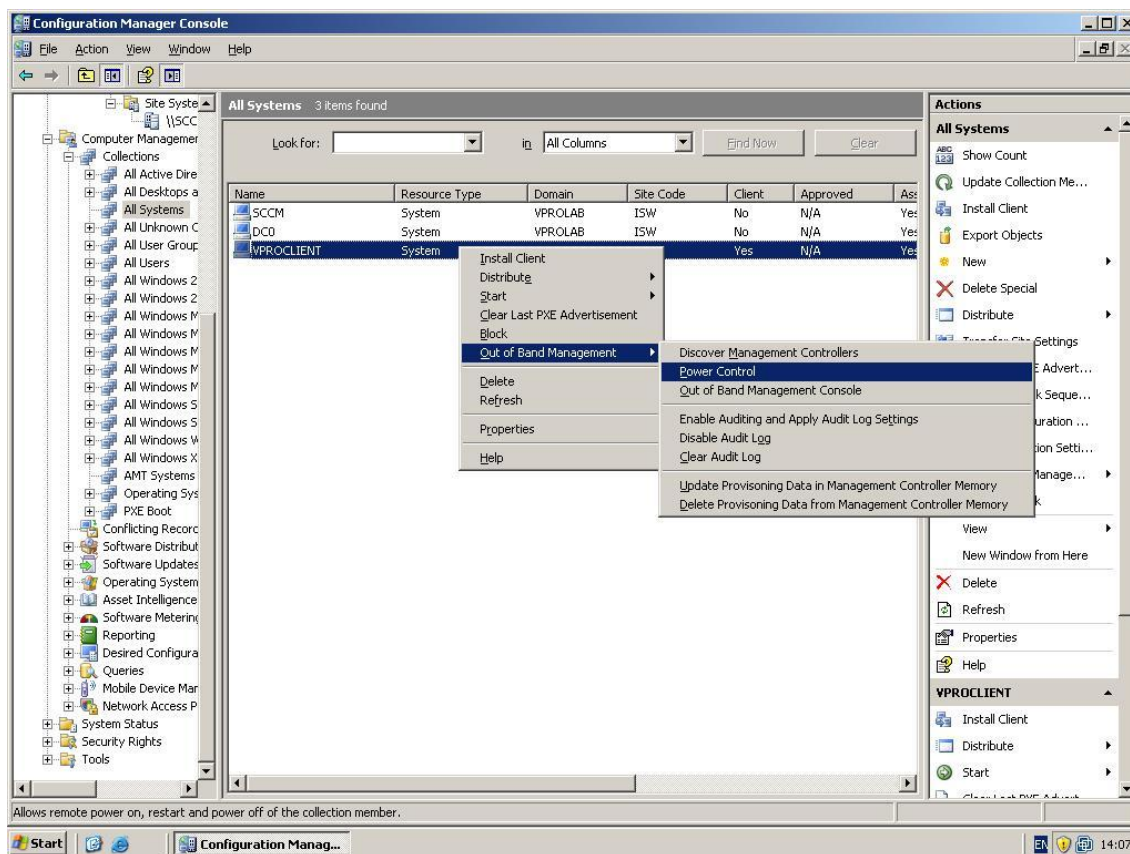 Configuration Manager Console
File Action View Window Help
Site Syste
\\SCC
Computer Managemer
Collections
All Active Dire
All Desktops a
All Systems
All Unknown C
All User Group
All Users
All Windows 2
All Windows 2
All Windows M
All Windows M
All Windows M
All Windows M
All Windows M
All Windows S
All Windows S
All Windows W
All Windows X
AMT Systems
Operating Sys
PXE Boot
Conflicting Recorc
Software Distribut
Software Updates
Operating System
Asset Intelligence
Software Metering
Reporting
Desired Configura
Queries
Mobile Device Mar
Network Access P
System Status
Security Rights
Tools
All Systems 3 items found
Look for: in All Columns Find Now Clear
Name Resource Type Domain Site Code Client Approved Ass
SCCM System VPROLAB ISW No N/A Yes
DC0 System VPROLAB ISW No N/A Yes
VPROCLIENT System Yes N/A Yes
Install Client
Distribute
Start
Clear Last PXE Advertisement
Block
Out of Band Management
Delete
Refresh
Properties
Help
Discover Management Controllers
Power Control
Out of Band Management Console
Enable Auditing and Apply Audit Log Settings
Disable Audit Log
Clear Audit Log
Update Provisoning Data in Management Controller Memory
Delete Provisoning Data from Management Controller Memory
Actions
All Systems
Show Count
Update Collection Me...
Install Client
Export Objects
New
Delete Special
Distribute
Settings
E Advert...
k Seque...
uration ...
ion Setti...
Manage...
k
View
New Window from Here
Delete
Refresh
Properties
Help
VPROCLIENT
Install Client
Distribute
Start
Allows remote power on, restart and power off of the collection member.
Start Configuration Manag... EN 14:07